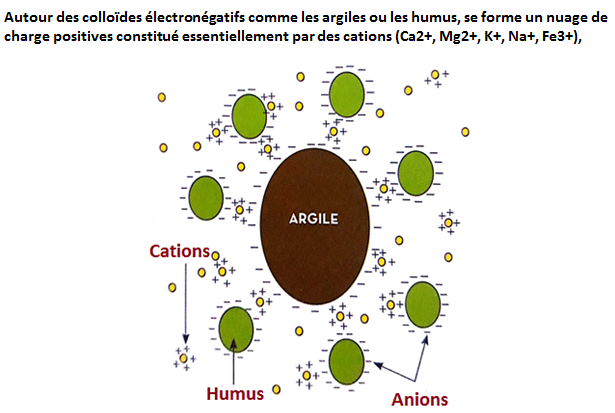 Autour des colloïdes électronégatifs comme les argiles ou les humus, se forme un nuage de
charge positives constitué essentiellement par des cations (Ca2+, Mg2+, K+, Na+, Fe3+),
ARGILE
Cations
Humus
Anions